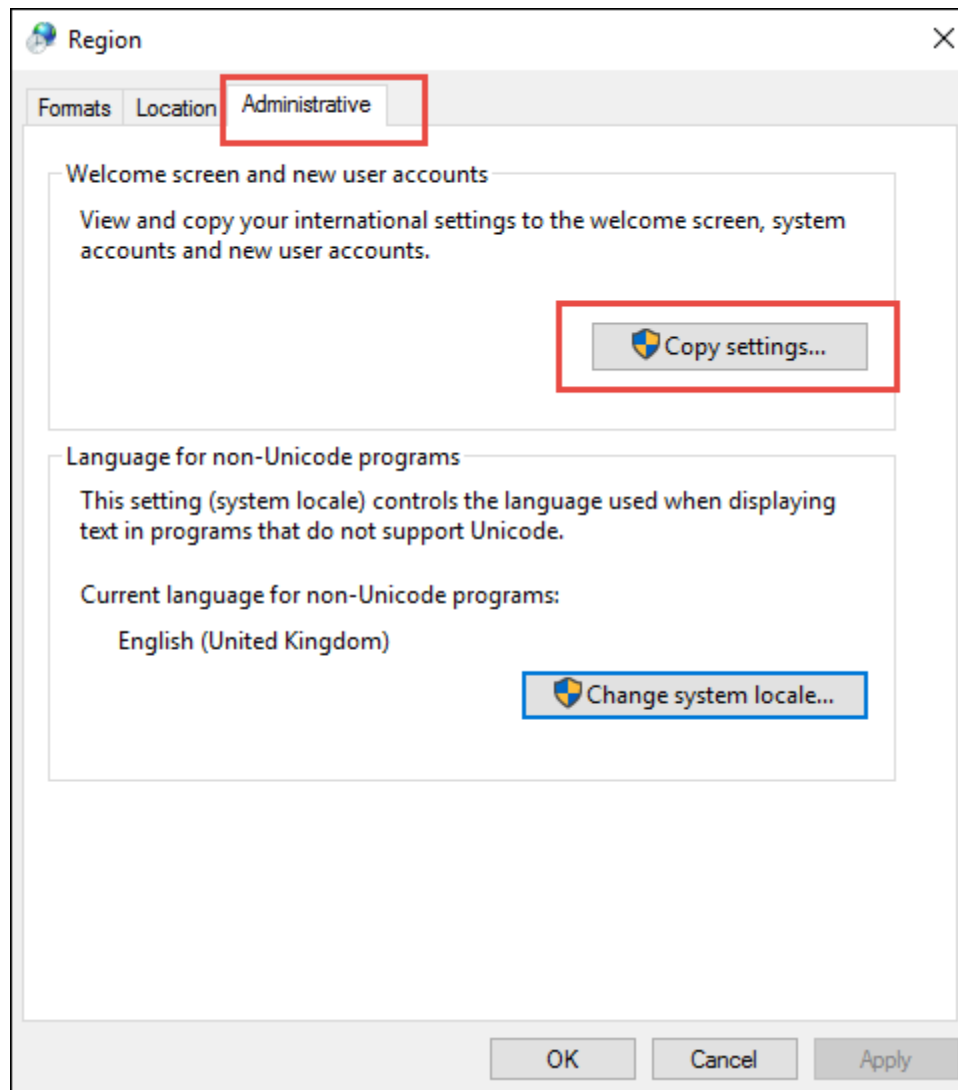 Region
Formats Location Administrative
Welcome screen and new user accounts
View and copy your international settings to the welcome screen, system
accounts and new user accounts.
Copy settings...
Language for non-Unicode programs
This setting (system locale) controls the language used when displaying
text in programs that do not support Unicode.
Current language for non-Unicode programs:
English (United Kingdom)
Change system locale...
OK Cancel Apply